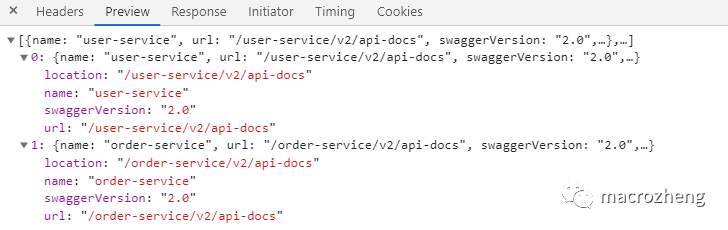 Headers Preview Response Initiator Timing Cookies
[{name: "user-service", url: "/user-service/v2/api-docs", swaggerVersion: "2.0",…},…]
0: {name: "user-service", url: "/user-service/v2/api-docs", swaggerVersion: "2.0",…}
location: "/user-service/v2/api-docs"
name: "user-service"
swaggerVersion: "2.0"
url: "/user-service/v2/api-docs"
1: {name: "order-service", url: "/order-service/v2/api-docs", swaggerVersion: "2.0",…}
location: "/order-service/v2/api-docs"
name: "order-service"
swaggerVersion: "2.0"
url: "/order-service/v2/api-docs"
macrozheng